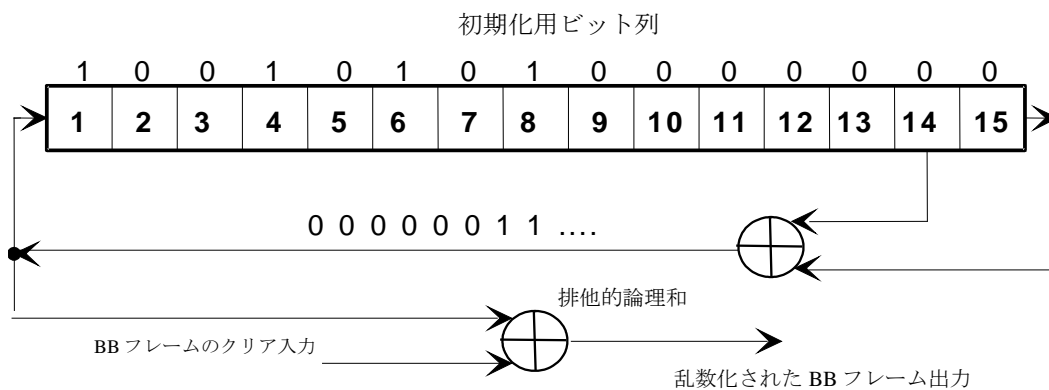 初期化用ビット列
1 0 0 1 0 1 0 1 0 0 0 0 0 0 0
1 2 3 4 5 6 7 8 9 10 11 12 13 14 15
0 0 0 0 0 0 1 1 ....
排他的論理和
BB フレームのクリア入力
乱数化された BB フレーム出力